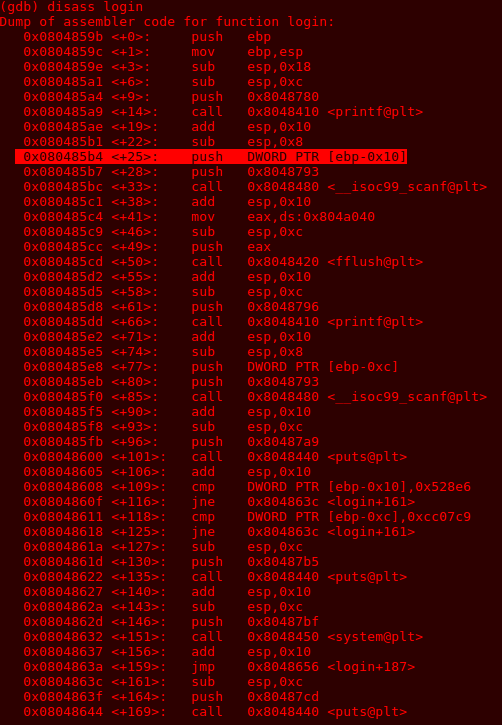 (gdb) disass login
Dump of assembler code for function login:
0x0804859b <+0>: push ebp
0x0804859c <+1>: mov ebp,esp
0x0804859e <+3>: sub esp,0x18
0x080485a1 <+6>: sub esp,0xc
0x080485a4 <+9>: push 0x8048780
0x080485a9 <+14>: call 0x8048410 <printf@plt>
0x080485ae <+19>: add esp,0x10
0x080485b1 <+22>: sub esp,0x8
0x080485b4 <+25>: push DWORD PTR [ebp-0x10]
0x080485b7 <+28>: push 0x8048793
0x080485bc <+33>: call 0x8048480 <__isoc99_scanf@plt>
0x080485c1 <+38>: add esp,0x10
0x080485c4 <+41>: mov eax,ds:0x804a040
0x080485c9 <+46>: sub esp,0xc
0x080485cc <+49>: push eax
0x080485cd <+50>: call 0x8048420 <fflush@plt>
0x080485d2 <+55>: add esp,0x10
0x080485d5 <+58>: sub esp,0xc
0x080485d8 <+61>: push 0x8048796
0x080485dd <+66>: call 0x8048410 <printf@plt>
0x080485e2 <+71>: add esp,0x10
0x080485e5 <+74>: sub esp,0x8
0x080485e8 <+77>: push DWORD PTR [ebp-0xc]
0x080485eb <+80>: push 0x8048793
0x080485f0 <+85>: call 0x8048480 <__isoc99_scanf@plt>
0x080485f5 <+90>: add esp,0x10
0x080485f8 <+93>: sub esp,0xc
0x080485fb <+96>: push 0x80487a9
0x08048600 <+101>: call 0x8048440 <puts@plt>
0x08048605 <+106>: add esp,0x10
0x08048608 <+109>: cmp DWORD PTR [ebp-0x10],0x528e6
0x0804860f <+116>: jne 0x804863c <login+161>
0x08048611 <+118>: cmp DWORD PTR [ebp-0xc],0xcc07c9
0x08048618 <+125>: jne 0x804863c <login+161>
0x0804861a <+127>: sub esp,0xc
0x0804861d <+130>: push 0x80487b5
0x08048622 <+135>: call 0x8048440 <puts@plt>
0x08048627 <+140>: add esp,0x10
0x0804862a <+143>: sub esp,0xc
0x0804862d <+146>: push 0x80487bf
0x08048632 <+151>: call 0x8048450 <system@plt>
0x08048637 <+156>: add esp,0x10
0x0804863a <+159>: jmp 0x8048656 <login+187>
0x0804863c <+161>: sub esp,0xc
0x0804863f <+164>: push 0x80487cd
0x08048644 <+169>: call 0x8048440 <puts@plt>